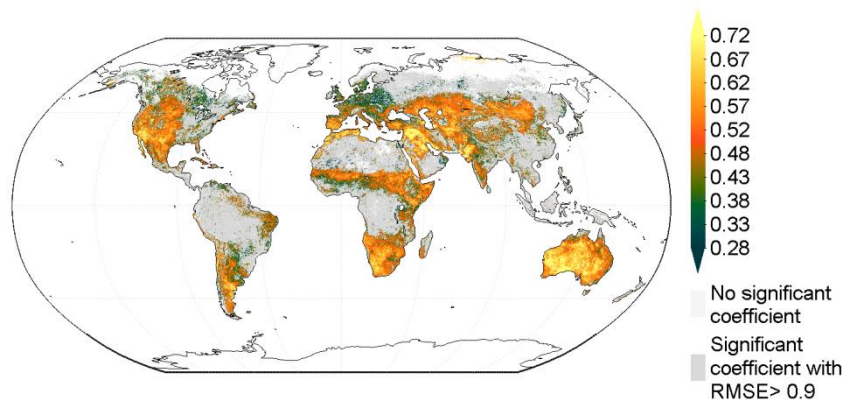 0.72
0.67
0.62
0.57
0.52
0.48
0.42
0.38
0.33
0.28
No significant
coefficient
Significant
coefficient with
RMSE> 0.9